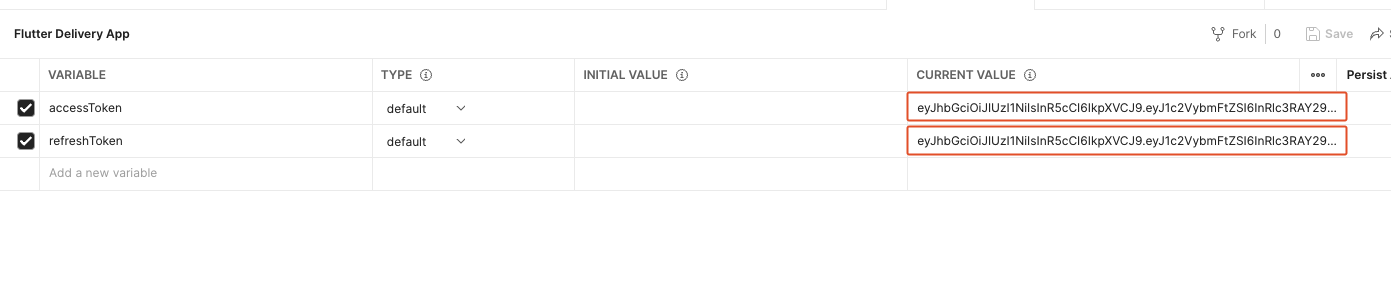 Flutter Delivery App
Fork 0 Save
VARIABLE TYPE INITIAL VALUE CURRENT VALUE Persist
accessToken default eyJhbGciOiJIUzI1NiIsInR5cCI6IkpXVCJ9.eyJ1c2VybmFtZSI6InRlc3RAY29...
refreshToken default eyJhbGciOiJIUzI1NiIsInR5cCI6IkpXVCJ9.eyJ1c2VybmFtZSI6InRlc3RAY29...
Add a new variable